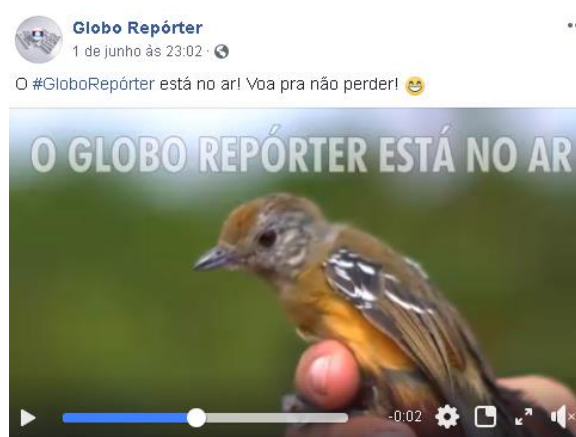 Globo Repórter
1 de junho às 23:02 ·
O #GloboRepórter está no ar! Voa pra não perder! 😁
O GLOBO REPÓRTER ESTÁ NO AR
-0:02